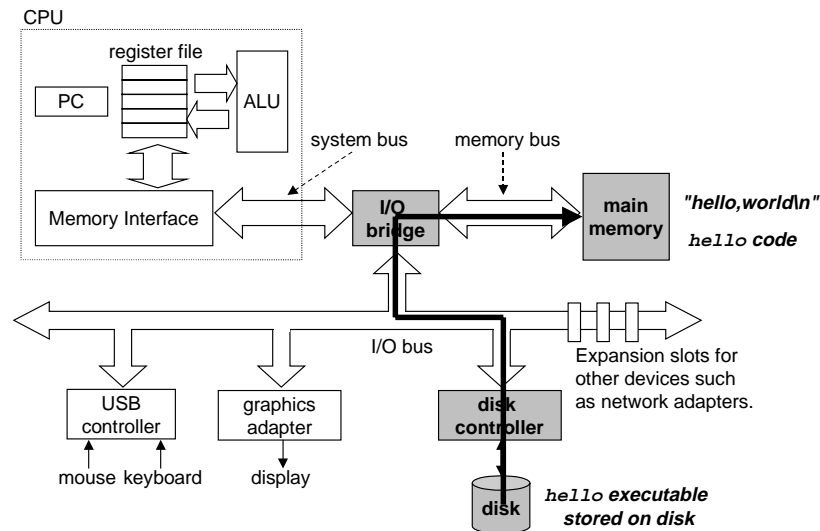 CPU
register file
PC
ALU
system bus
memory bus
Memory Interface
I/O
bridge
main
memory
"hello,world\n"
hello code
I/O bus
Expansion slots for
other devices such
as network adapters.
USB
controller
graphics
adapter
disk
controller
mouse keyboard
display
disk
hello executable
stored on disk